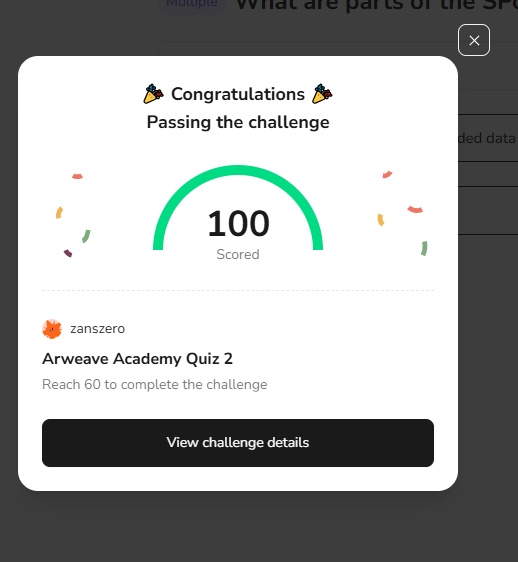 Multiple What are parts of the SPO
Congratulations
Passing the challenge
ded data
100
Scored
zanszero
Arweave Academy Quiz 2
Reach 60 to complete the challenge
View challenge details